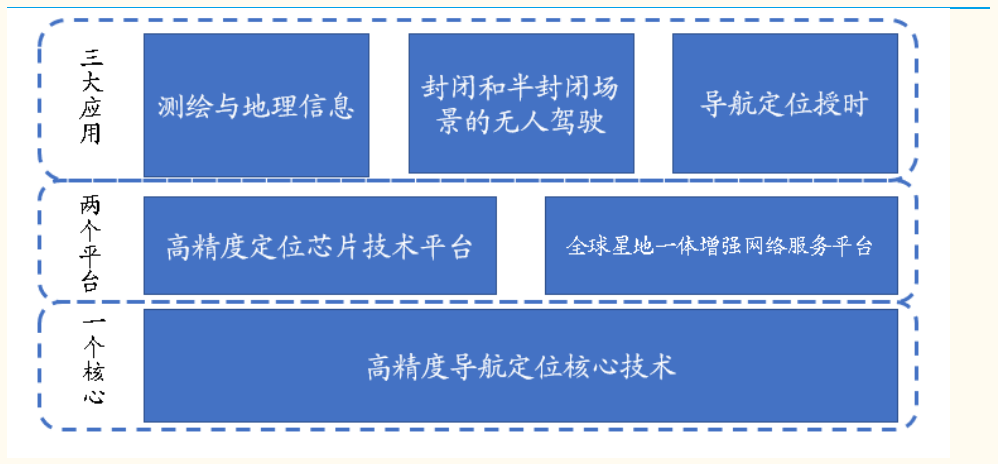 三大应用
测绘与地理信息
封闭和半封闭场
景的无人驾驶
导航定位授时
两个平台
高精度定位芯片技术平台
全球星地一体增强网络服务平台
一个核心
高精度导航定位核心技术